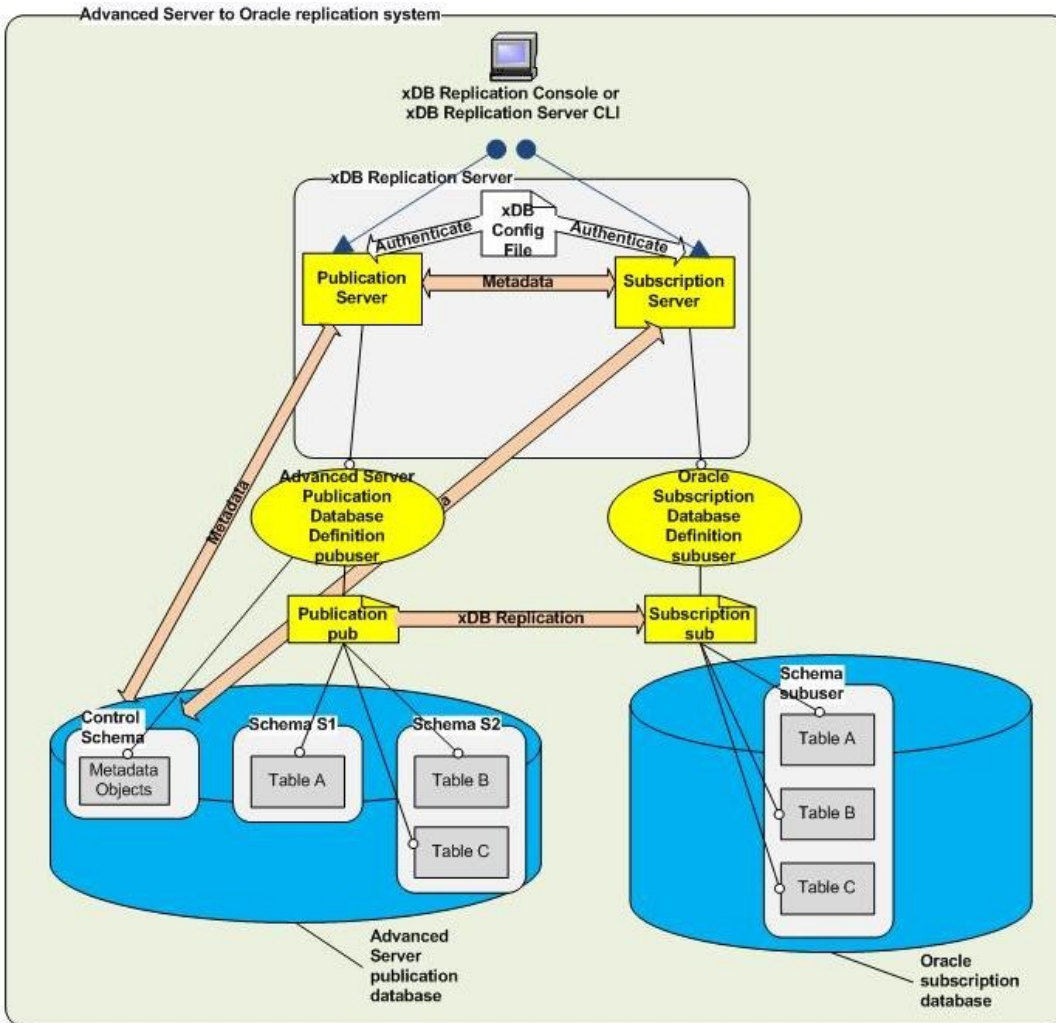 Advanced Server to Oracle replication system
xDB Replication Console or
xDB Replication Server CLI
xDB Replication Server
xDB
Config
File
Authenticate
Authenticate
Publication
Server
Metadata
Subscription
Server
Metadata
Advanced Server
Publication
Database
Definition
pubuser
a
Oracle
Subscription
Database
Definition
subuser
Publication
pub
xDB Replication
Subscription
sub
Control
Schema
Metadata
Objects
Schema S1
Table A
Schema S2
Table B
Table C
Schema
subuser
Table A
Table B
Table C
Advanced
Server
publication
database
Oracle
subscription
database